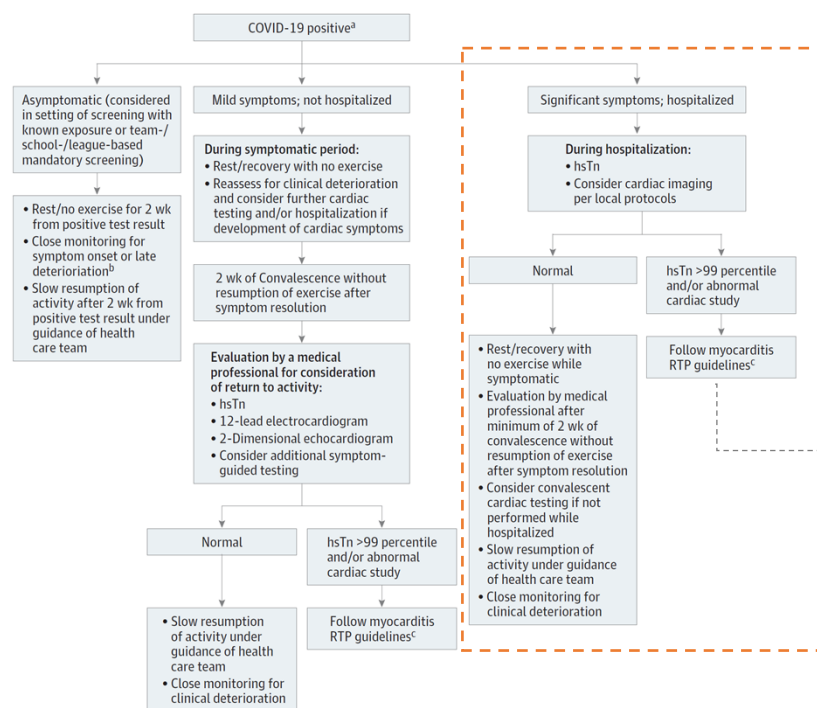 COVID-19 positiveᵃ
Asymptomatic (considered
in setting of screening with
known exposure or team-/
school-/league-based
mandatory screening)
• Rest/no exercise for 2 wk
from positive test result
• Close monitoring for
symptom onset or late
deterioriationᵇ
• Slow resumption of
activity after 2 wk from
positive test result under
guidance of health
care team
Mild symptoms; not hospitalized
During symptomatic period:
• Rest/recovery with no exercise
• Reassess for clinical deterioration
and consider further cardiac
testing and/or hospitalization if
development of cardiac symptoms
2 wk of Convalescence without
resumption of exercise after
symptom resolution
Evaluation by a medical
professional for consideration
of return to activity:
• hsTn
• 12-lead electrocardiogram
• 2-Dimensional echocardiogram
• Consider additional symptom-
guided testing
Normal
• Slow resumption
of activity under
guidance of health
care team
• Close monitoring for
clinical deterioration
hsTn >99 percentile
and/or abnormal
cardiac study
Follow myocarditis
RTP guidelinesᶜ
Significant symptoms; hospitalized
During hospitalization:
• hsTn
• Consider cardiac imaging
per local protocols
Normal
• Rest/recovery with
no exercise while
symptomatic
• Evaluation by medical
professional after
minimum of 2 wk of
convalescence without
resumption of exercise
after symptom resolution
• Consider convalescent
cardiac testing if not
performed while
hospitalized
• Slow resumption of
activity under guidance
of health care team
• Close monitoring for
clinical deterioration
hsTn >99 percentile
and/or abnormal
cardiac study
Follow myocarditis
RTP guidelinesᶜ